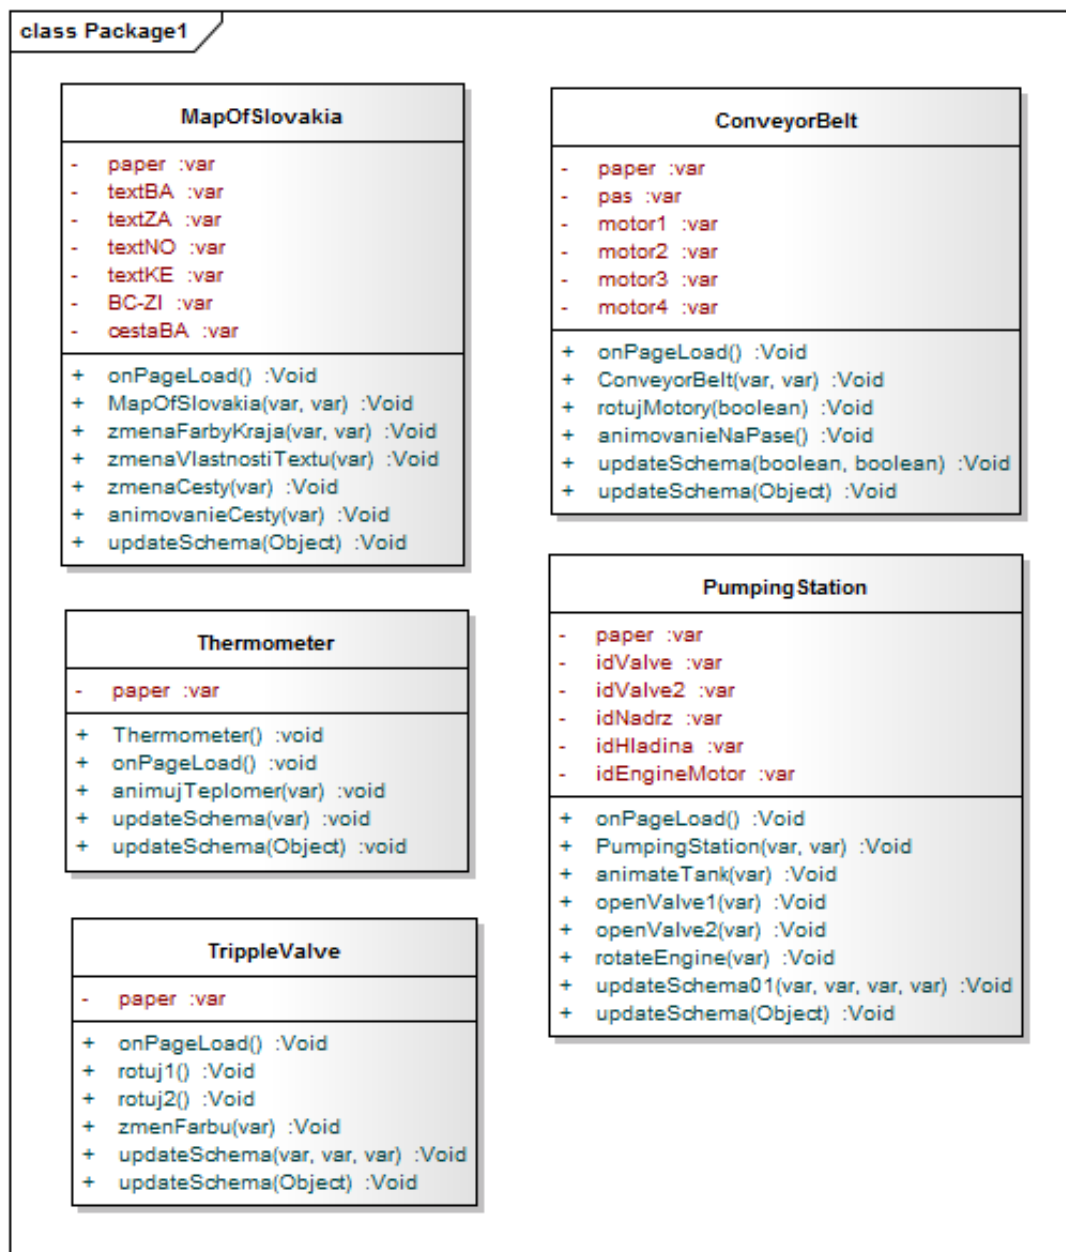 class Package1
MapOfSlovakia
- paper :var
- textBA :var
- textZA :var
- textNO :var
- textKE :var
- BC-ZI :var
- cestaBA :var
+ onPageLoad() :Void
+ MapOfSlovakia(var, var) :Void
+ zmenaFarbyKraja(var, var) :Void
+ zmenaVlastnostiTextu(var) :Void
+ zmenaCesty(var) :Void
+ animovanieCesty(var) :Void
+ updateSchema(Object) :Void
Thermometer
- paper :var
+ Thermometer() :void
+ onPageLoad() :void
+ animujTeplomer(var) :void
+ updateSchema(var) :void
+ updateSchema(Object) :void
TrippleValve
- paper :var
+ onPageLoad() :Void
+ rotuj1() :Void
+ rotuj2() :Void
+ zmenFarbu(var) :Void
+ updateSchema(var, var, var) :Void
+ updateSchema(Object) :Void
ConveyorBelt
- paper :var
- pas :var
- motor1 :var
- motor2 :var
- motor3 :var
- motor4 :var
+ onPageLoad() :Void
+ ConveyorBelt(var, var) :Void
+ rotujMotory(boolean) :Void
+ animovanieNaPase() :Void
+ updateSchema(boolean, boolean) :Void
+ updateSchema(Object) :Void
PumpingStation
- paper :var
- idValve :var
- idValve2 :var
- idNadrz :var
- idHladina :var
- idEngineMotor :var
+ onPageLoad() :Void
+ PumpingStation(var, var) :Void
+ animateTank(var) :Void
+ openValve1(var) :Void
+ openValve2(var) :Void
+ rotateEngine(var) :Void
+ updateSchema01(var, var, var, var) :Void
+ updateSchema(Object) :Void